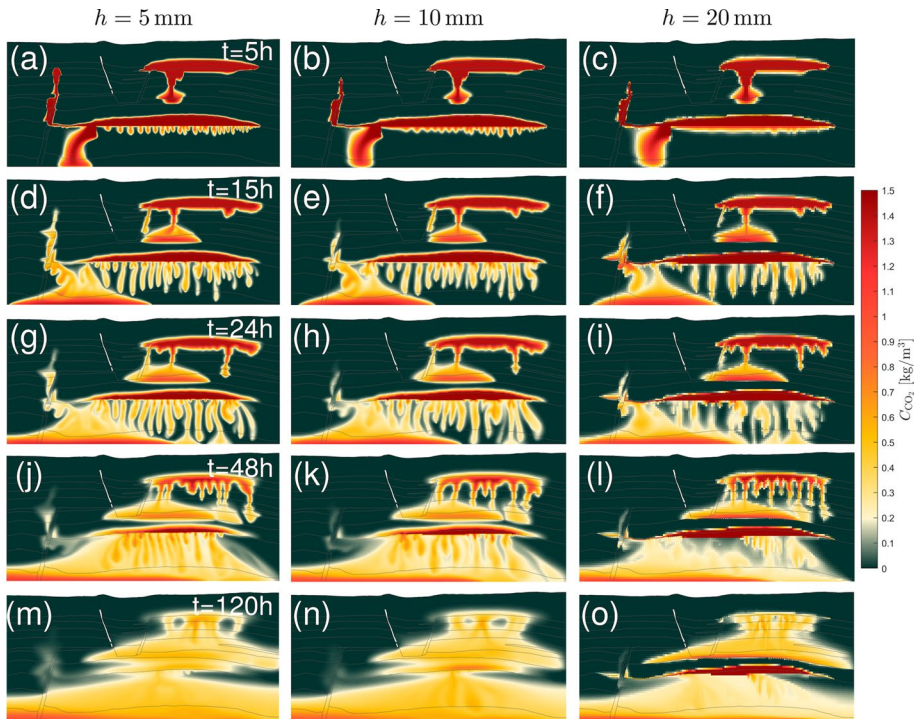 h = 5 mm
h = 10 mm
h = 20 mm
(a)
t=5h
(b)
(c)
(d)
t=15h
(e)
(f)
(g)
t=24h
(h)
(i)
(j)
t=48h
(k)
(l)
(m)
t=120h
(n)
(o)
1.5
1.4
1.3
1.2
1.1
1
0.9
0.8
0.7
0.6
0.5
0.4
0.3
0.2
0.1
0
C_CO₂ [kg/m³]